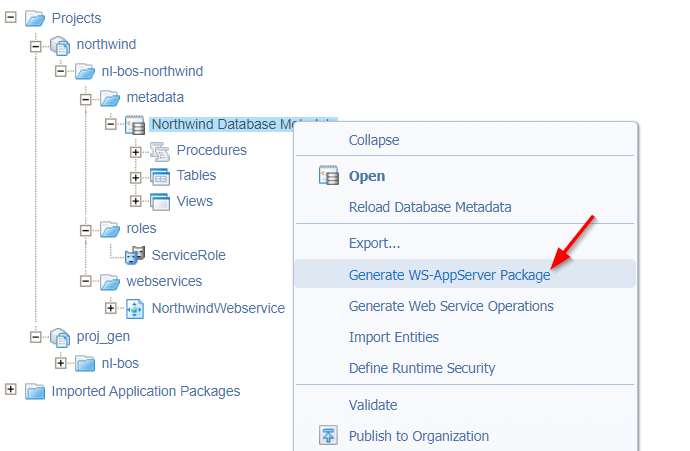 Projects
northwind
nl-bos-northwind
metadata
Northwind Database
Procedures
Tables
Views
roles
ServiceRole
webservices
NorthwindWebservice
proj_gen
nl-bos
Imported Application Packages
Collapse
Open
Reload Database Metadata
Export...
Generate WS-AppServer Package
Generate Web Service Operations
Import Entities
Define Runtime Security
Validate
Publish to Organization